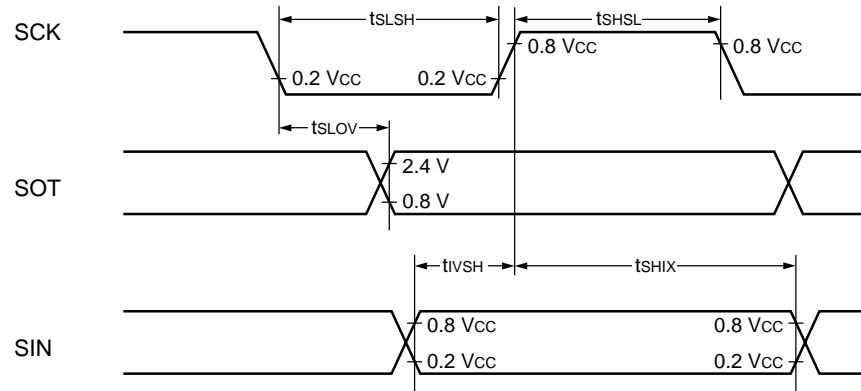 tSLSH
tSHSL
SCK
0.8 VCC
0.8 VCC
0.2 VCC
0.2 VCC
tSLOV
2.4 V
SOT
0.8 V
tIVSH
tSHIX
0.8 VCC
0.8 VCC
SIN
0.2 VCC
0.2 VCC